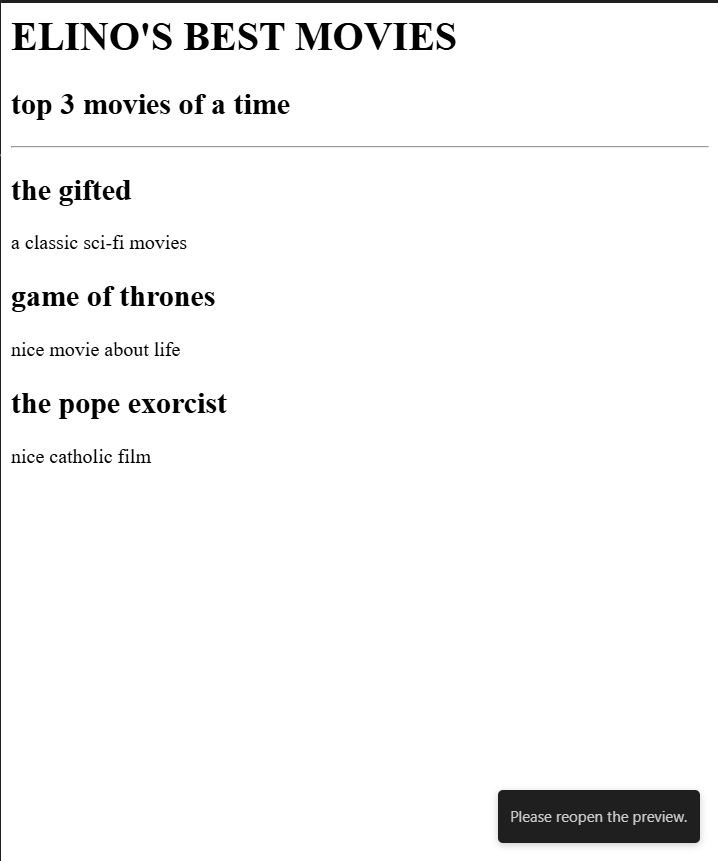 ELINO'S BEST MOVIES
top 3 movies of a time
the gifted
a classic sci-fi movies
game of thrones
nice movie about life
the pope exorcist
nice catholic film
Please reopen the preview.